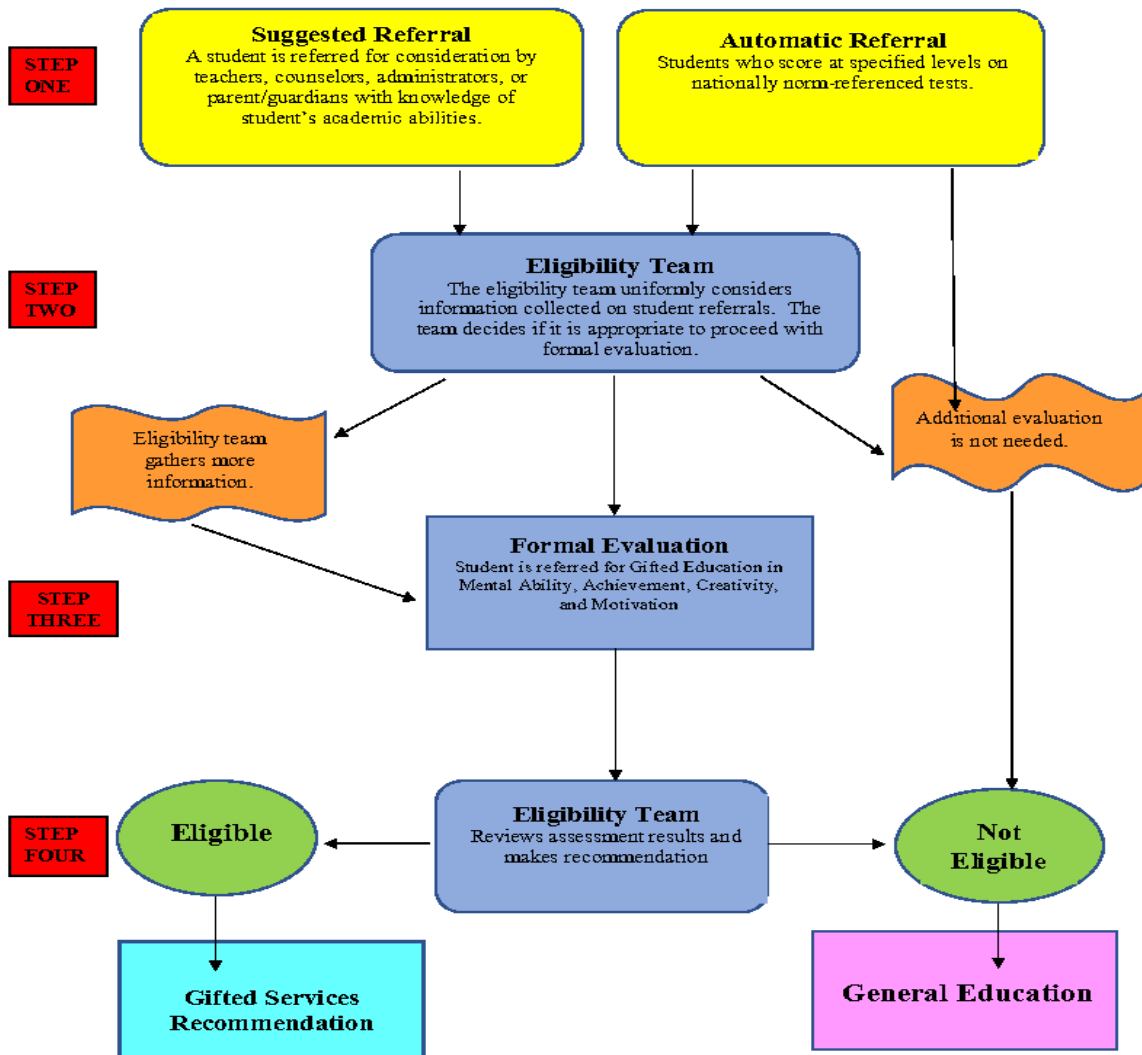 STEP
ONE
Suggested Referral
A student is referred for consideration by
teachers, counselors, administrators, or
parent/guardians with knowledge of
student's academic abilities.
Automatic Referral
Students who score at specified levels on
nationally norm-referenced tests.
STEP
TWO
Eligibility Team
The eligibility team uniformly considers
information collected on student referrals. The
team decides if it is appropriate to proceed with
formal evaluation.
Eligibility team
gathers more
information.
Additional evaluation
is not needed.
STEP
THREE
Formal Evaluation
Student is referred for Gifted Education in
Mental Ability, Achievement, Creativity,
and Motivation
STEP
FOUR
Eligible
Eligibility Team
Reviews assessment results and
makes recommendation
Not
Eligible
Gifted Services
Recommendation
General Education